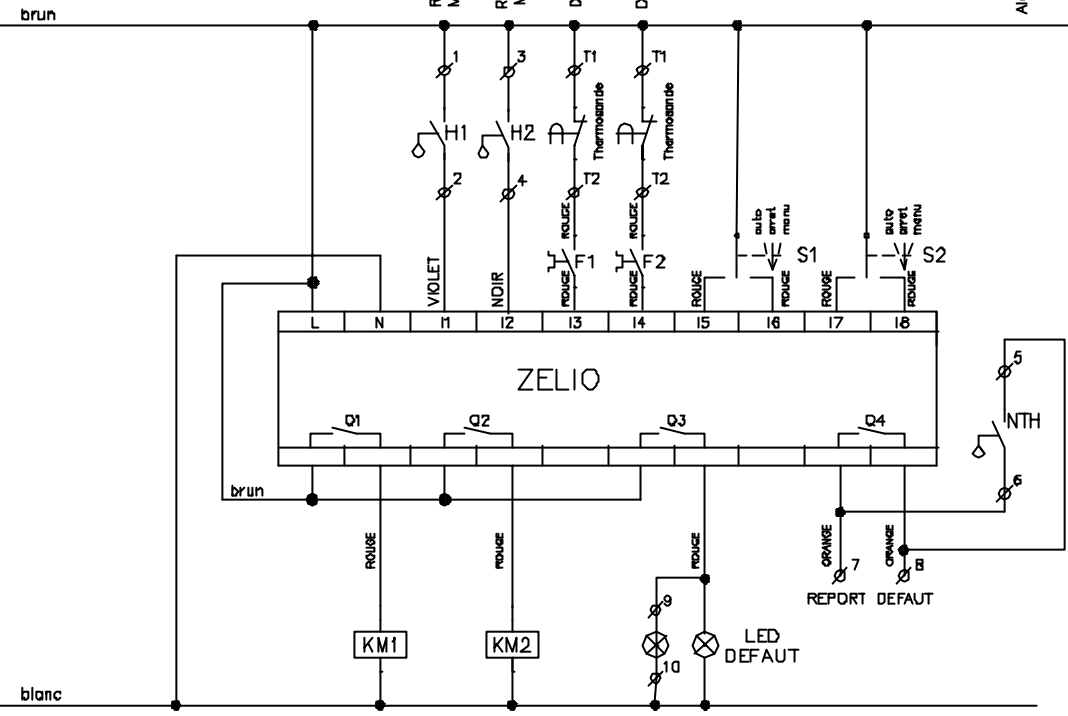 brun
1
3
T1
T1
H1
H2
Thermosonde
Thermosonde
2
4
T2
T2
ROUGE
ROUGE
auto
arret
manu
auto
arret
manu
F1
F2
S1
S2
VIOLET
NOIR
ROUGE
ROUGE
ROUGE
ROUGE
ROUGE
ROUGE
L
N
I1
I2
I3
I4
I5
I6
I7
I8
ZELIO
5
NTH
6
Q1
Q2
Q3
Q4
brun
ROUGE
ROUGE
ROUGE
ORANGE
ORANGE
7
8
REPORT DEFAUT
9
KM1
KM2
10
LED
DEFAUT
blanc